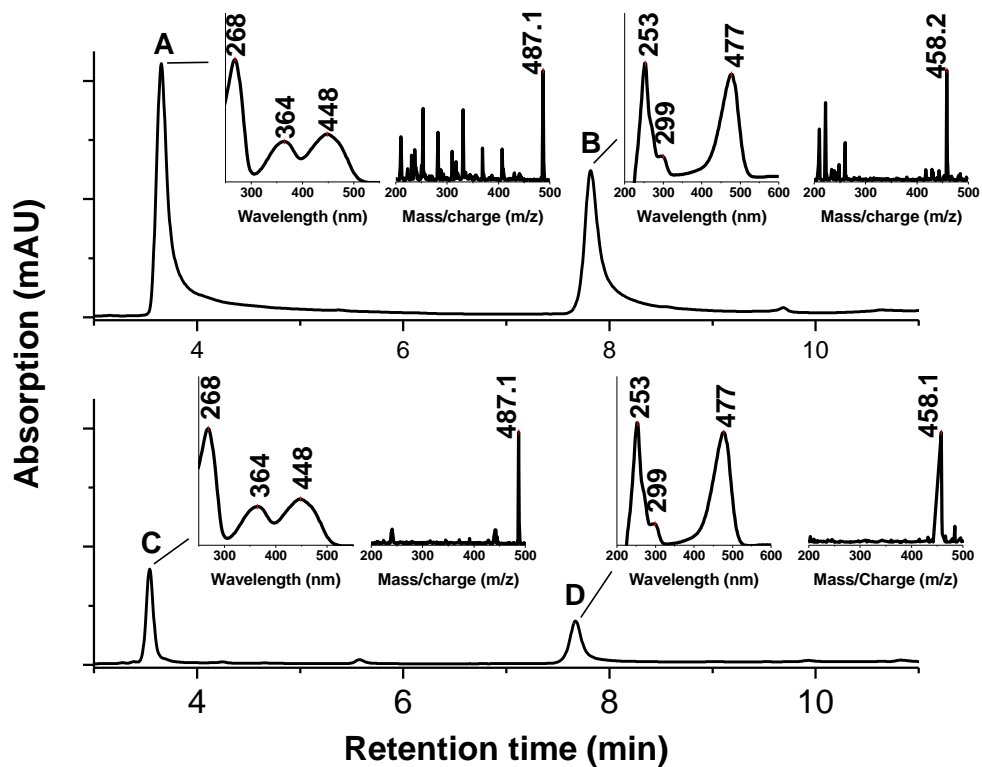 A
268
364
448
487.1
300 400 500
Wavelength (nm)
200 300 400 500
Mass/charge (m/z)
B
253
299
477
458.2
200 300 400 500 600
Wavelength (nm)
200 300 400 500
Mass/charge (m/z)
4 6 8 10
Absorption (mAU)
C
268
364
448
487.1
300 400 500
Wavelength (nm)
200 300 400 500
Mass/charge (m/z)
D
253
299
477
458.1
200 300 400 500 600
Wavelength (nm)
200 300 400 500
Mass/Charge (m/z)
4 6 8 10
Retention time (min)